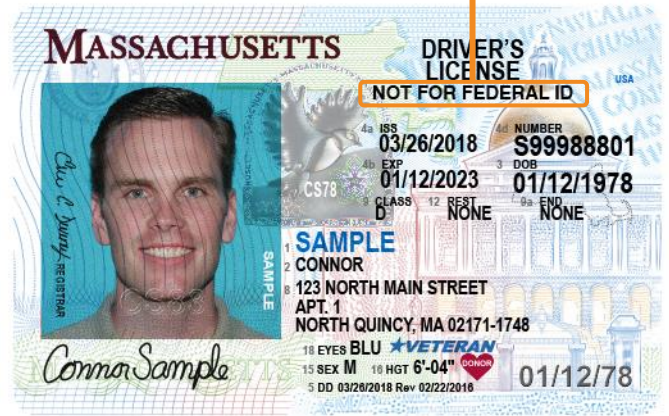 MASSACHUSETTS
DRIVER'S
LICENSE
NOT FOR FEDERAL ID
USA
4a ISS
03/26/2018
4d NUMBER
S99988801
4b EXP
01/12/2023
3 DOB
01/12/1978
9 CLASS
D
12 REST
NONE
9a END
NONE
CS78
1 SAMPLE
2 CONNOR
8 123 NORTH MAIN STREET
APT. 1
NORTH QUINCY, MA 02171-1748
18 EYES BLU VETERAN
15 SEX M 16 HGT 6'-04" DONOR
5 DD 03/26/2018 Rev 02/22/2016
01/12/78
REGISTRAR
SAMPLE
Connor Sample